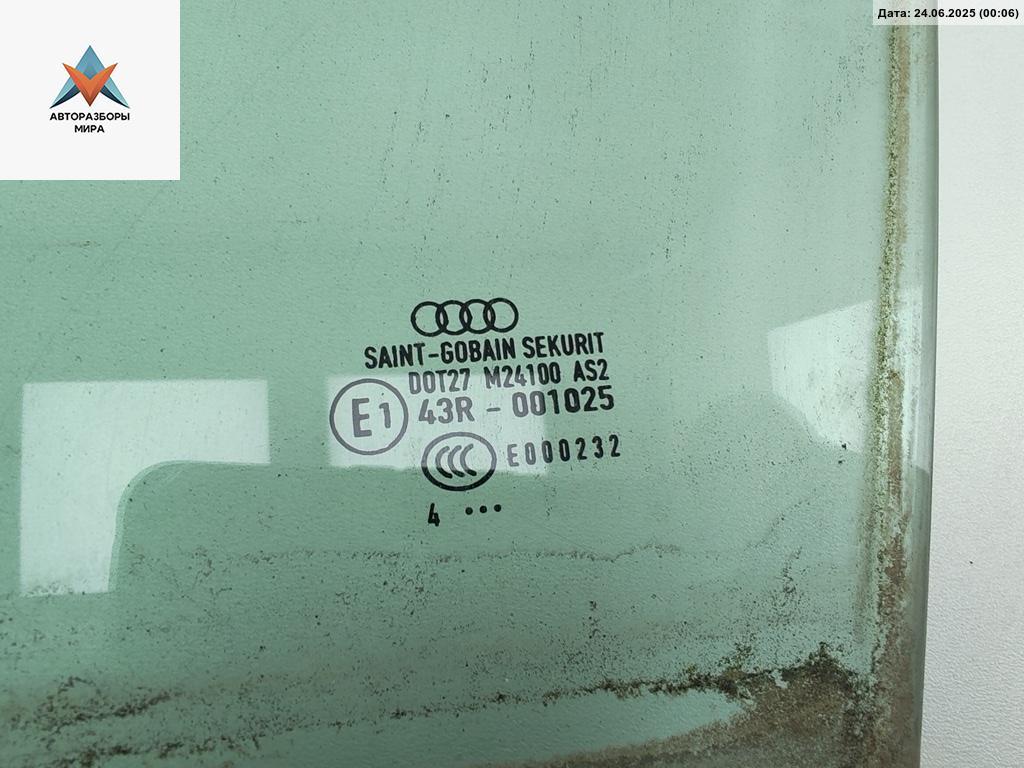 Дата: 24.06.2025 (00:06)
АВТОРАЗБОРЫ
МИРА
SAINT-GOBAIN SEKURIT
DOT27 M24100 AS2
E1 43R - 001025
CCC E000232
4 •••